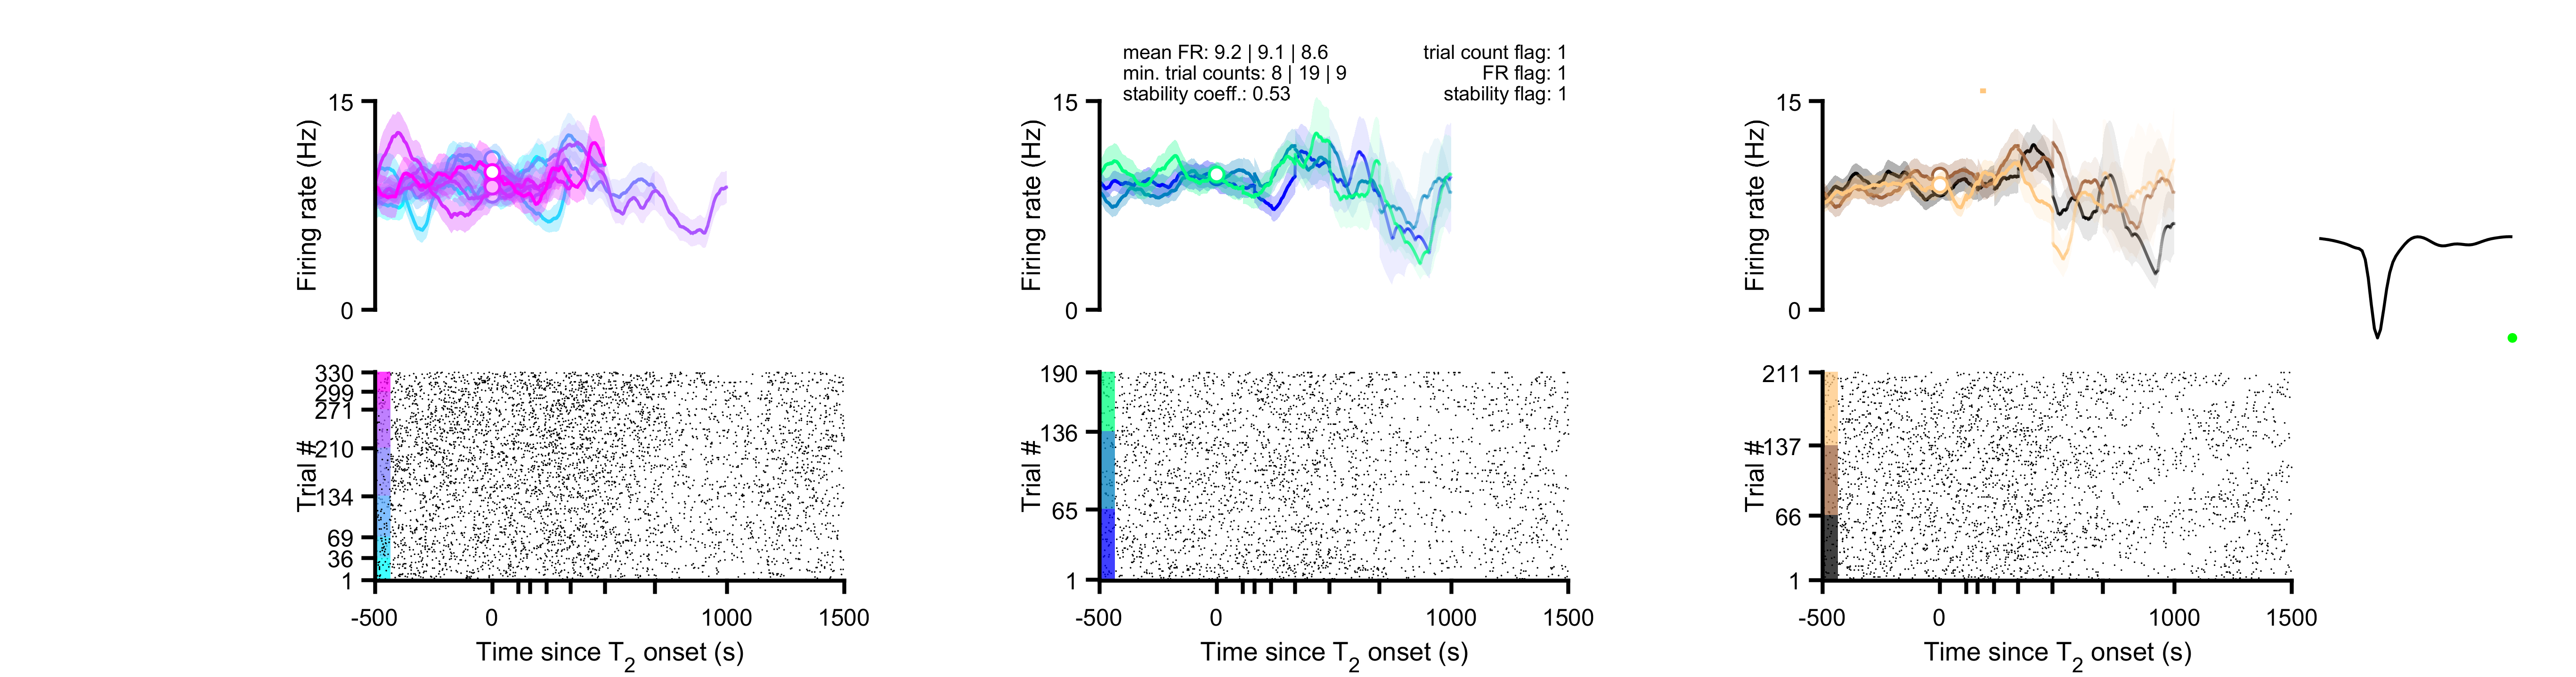 mean FR: 9.2 | 9.1 | 8.6
min. trial counts: 8 | 19 | 9
stability coeff.: 0.53
trial count flag: 1
FR flag: 1
stability flag: 1
15
Firing rate (Hz)
0
15
Firing rate (Hz)
0
15
Firing rate (Hz)
0
330
299
271
210
134
69
36
1
Trial #
-500
0
1000
1500
Time since T2 onset (s)
190
136
65
1
Trial #
-500
0
1000
1500
Time since T2 onset (s)
211
137
66
1
Trial #
-500
0
1000
1500
Time since T2 onset (s)